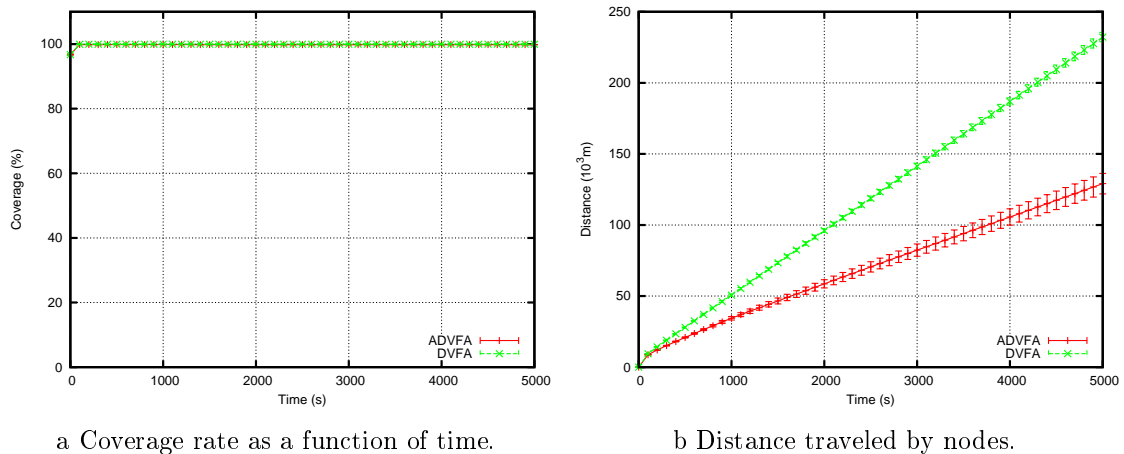 100
80
60
40
20
0
Coverage (%)
0 1000 2000 3000 4000 5000
Time (s)
ADVFA
DVFA
a Coverage rate as a function of time.
250
200
150
100
50
0
Distance (10³m)
0 1000 2000 3000 4000 5000
Time (s)
ADVFA
DVFA
b Distance traveled by nodes.